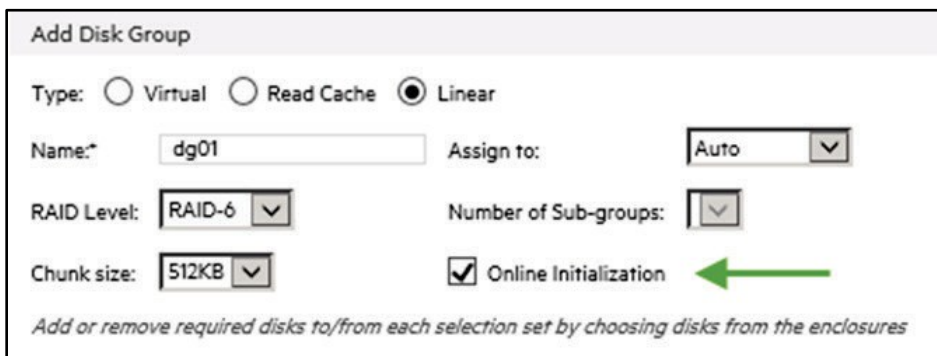 Add Disk Group
Type: Virtual Read Cache Linear
Name:* dg01 Assign to: Auto
RAID Level: RAID-6 Number of Sub-groups:
Chunk size: 512KB Online Initialization
Add or remove required disks to/from each selection set by choosing disks from the enclosures